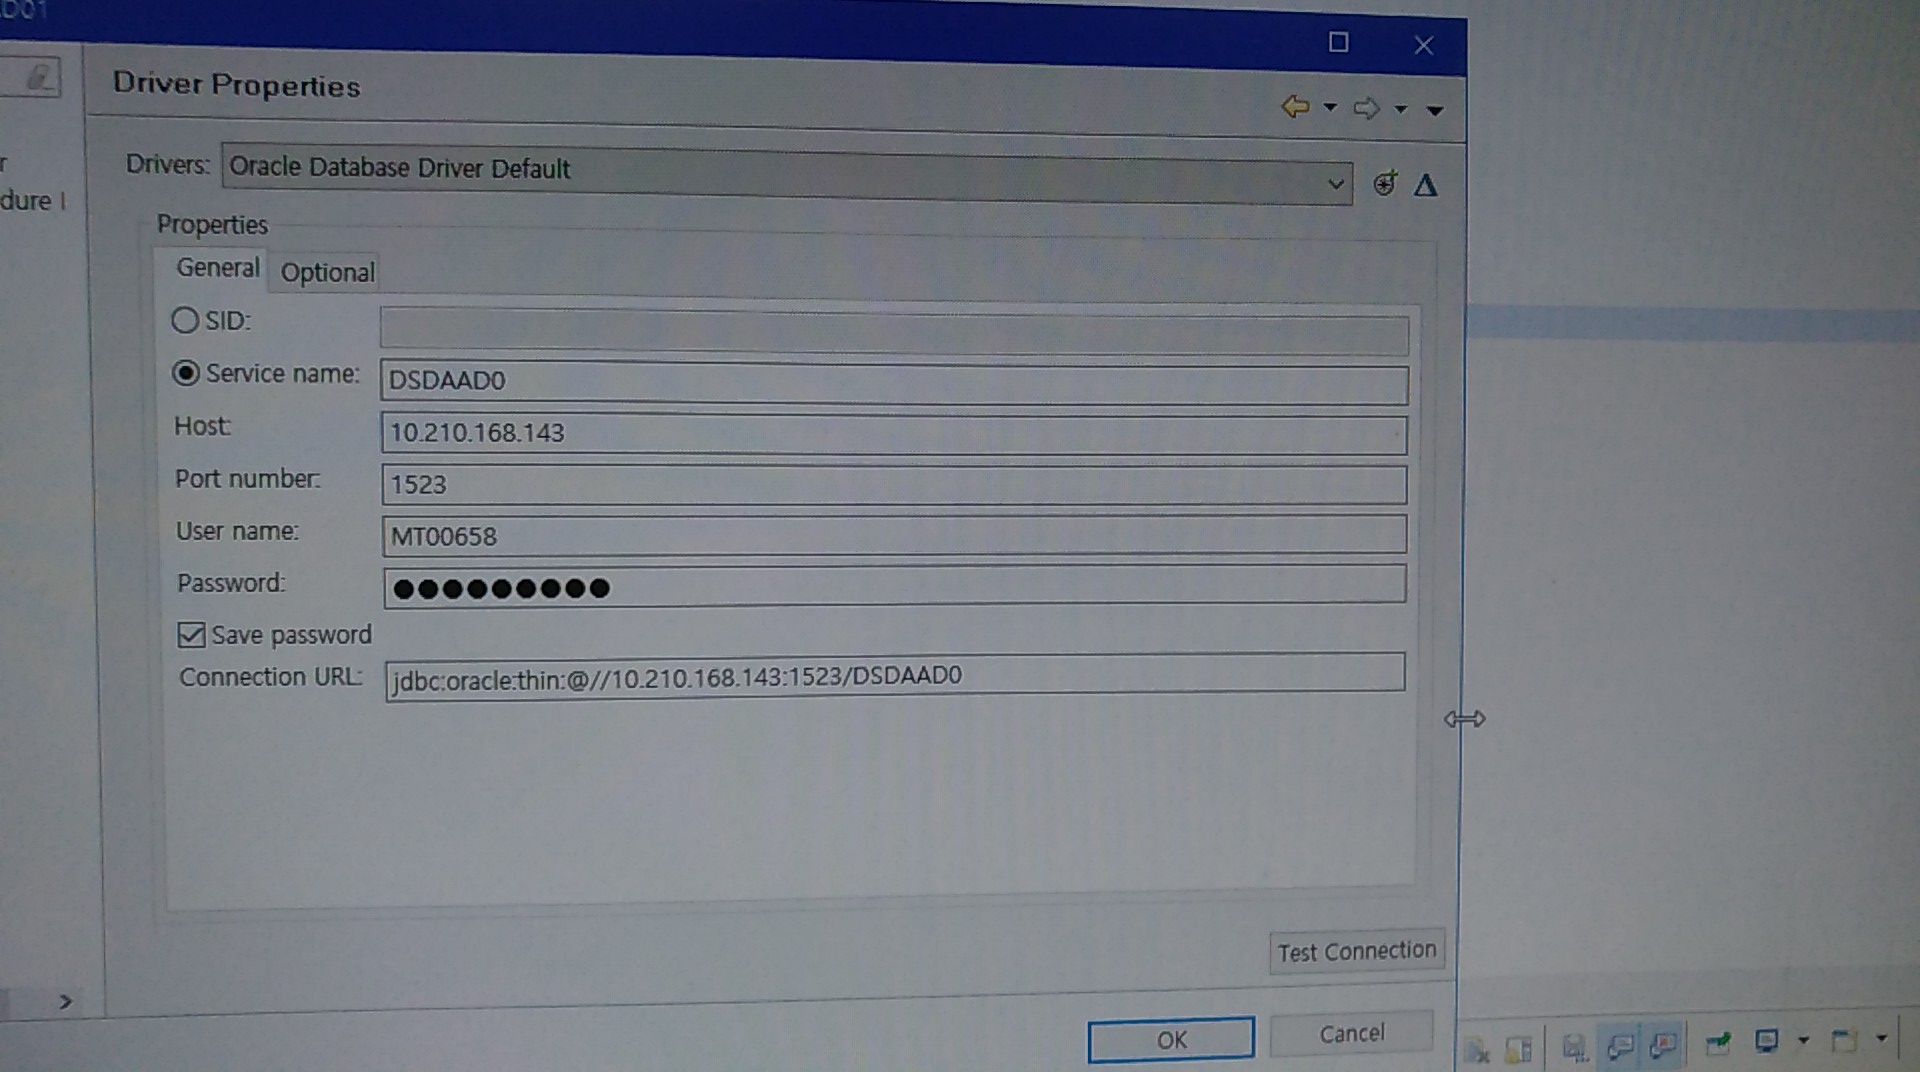 D01
Driver Properties
Drivers: Oracle Database Driver Default
r
dure
Properties
General Optional
SID:
Service name: DSDAAD0
Host: 10.210.168.143
Port number: 1523
User name: MT00658
Password: ●●●●●●●●●
Save password
Connection URL: jdbc:oracle:thin:@//10.210.168.143:1523/DSDAAD0
Test Connection
OK Cancel